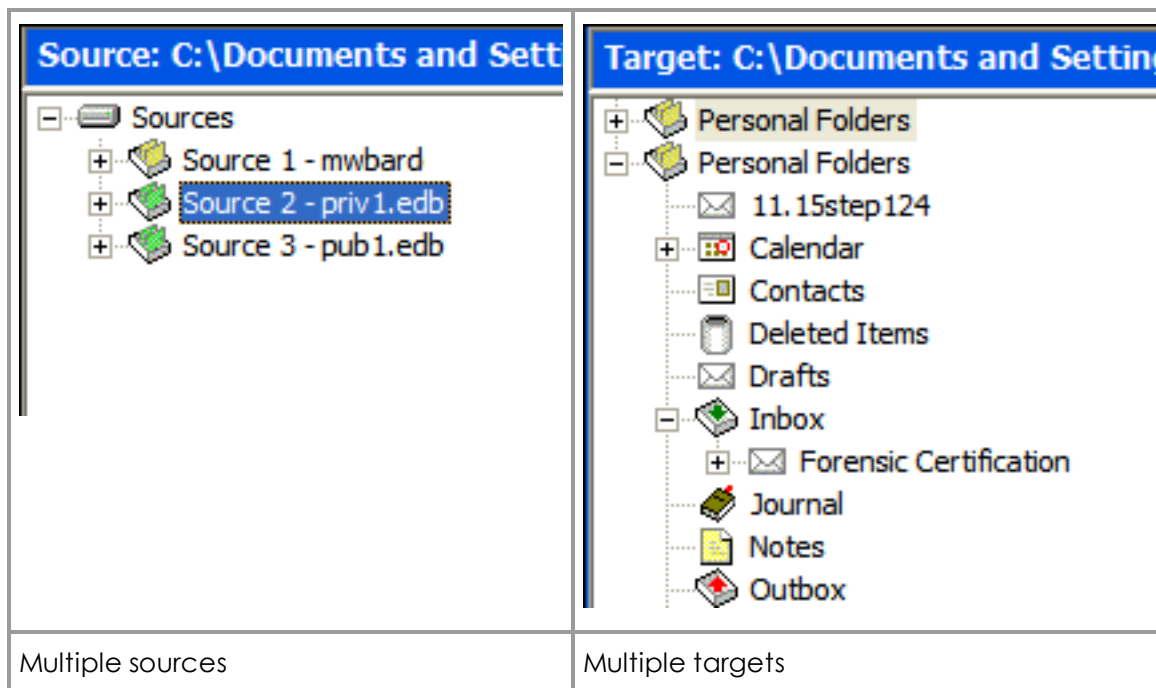 Source: C:\Documents and Sett
Sources
Source 1 - mwbard
Source 2 - priv1.edb
Source 3 - pub1.edb
Multiple sources
Target: C:\Documents and Setting
Personal Folders
Personal Folders
11.15step124
Calendar
Contacts
Deleted Items
Drafts
Inbox
Forensic Certification
Journal
Notes
Outbox
Multiple targets